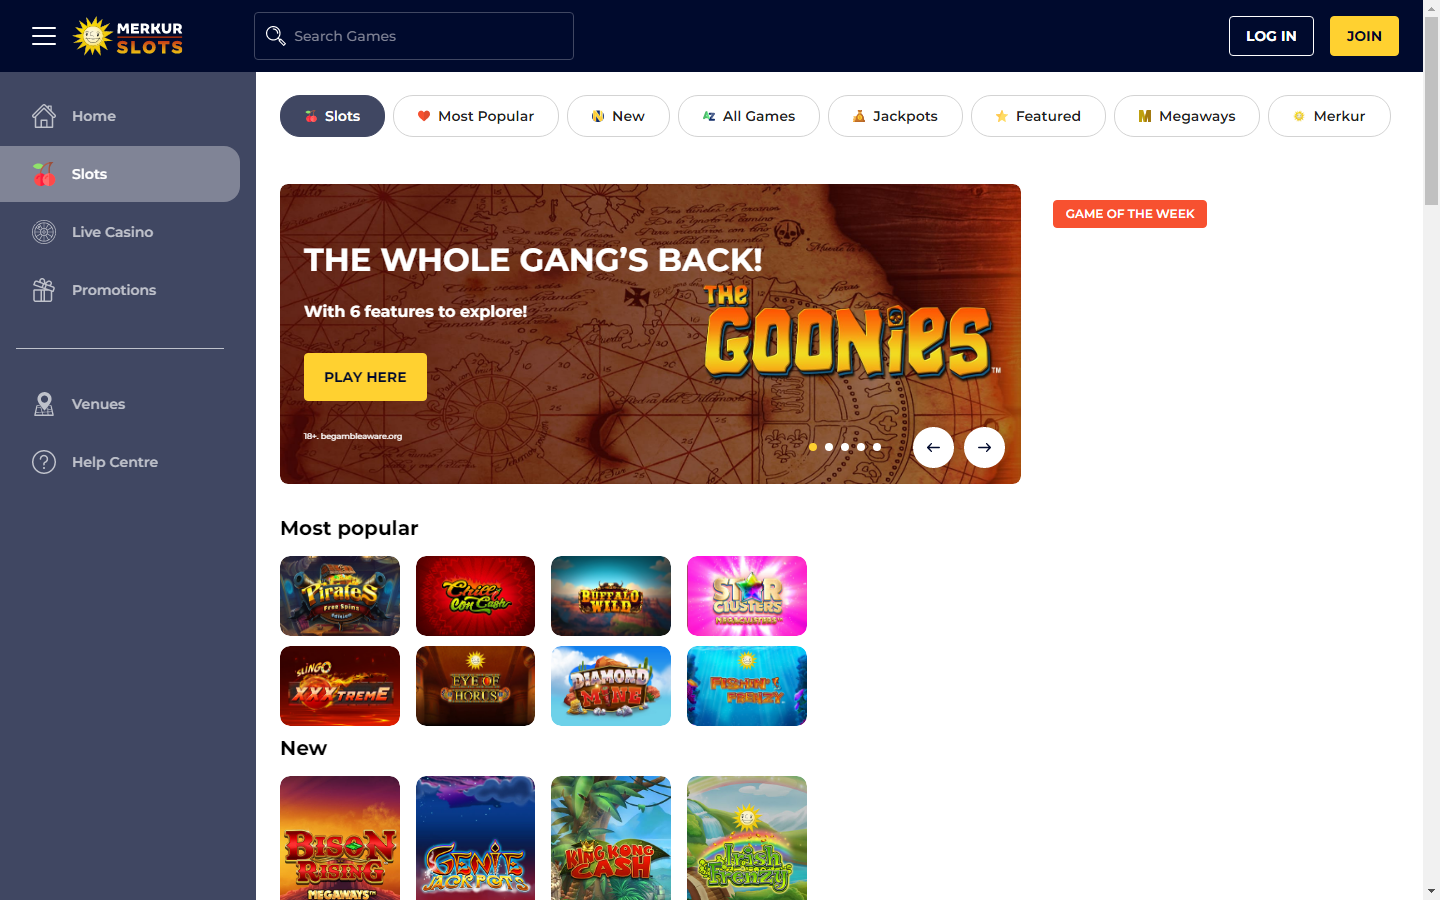 MERKUR
SLOTS
Search Games
LOG IN
JOIN
Home
Slots
Live Casino
Promotions
Venues
Help Centre
Slots
Most Popular
New
All Games
Jackpots
Featured
Megaways
Merkur
THE WHOLE GANG’S BACK!
With 6 features to explore!
PLAY HERE
18+. begambleaware.org
THE
GOONIES
TM
GAME OF THE WEEK
Most popular
PIRATES
Free Spins
Edition
Chilli
Con Cash
BUFFALO
WILD
STAR
CLUSTERS
MEGACLUSTERS™
SLINGO
XXXTREME
EYE OF
HORUS
DIAMOND
MINE
FISHIN'
FRENZY
New
BISON
RISING
MEGAWAYS™
GENIE
JACKPOTS
KING KONG
CASH
Irish
Frenzy